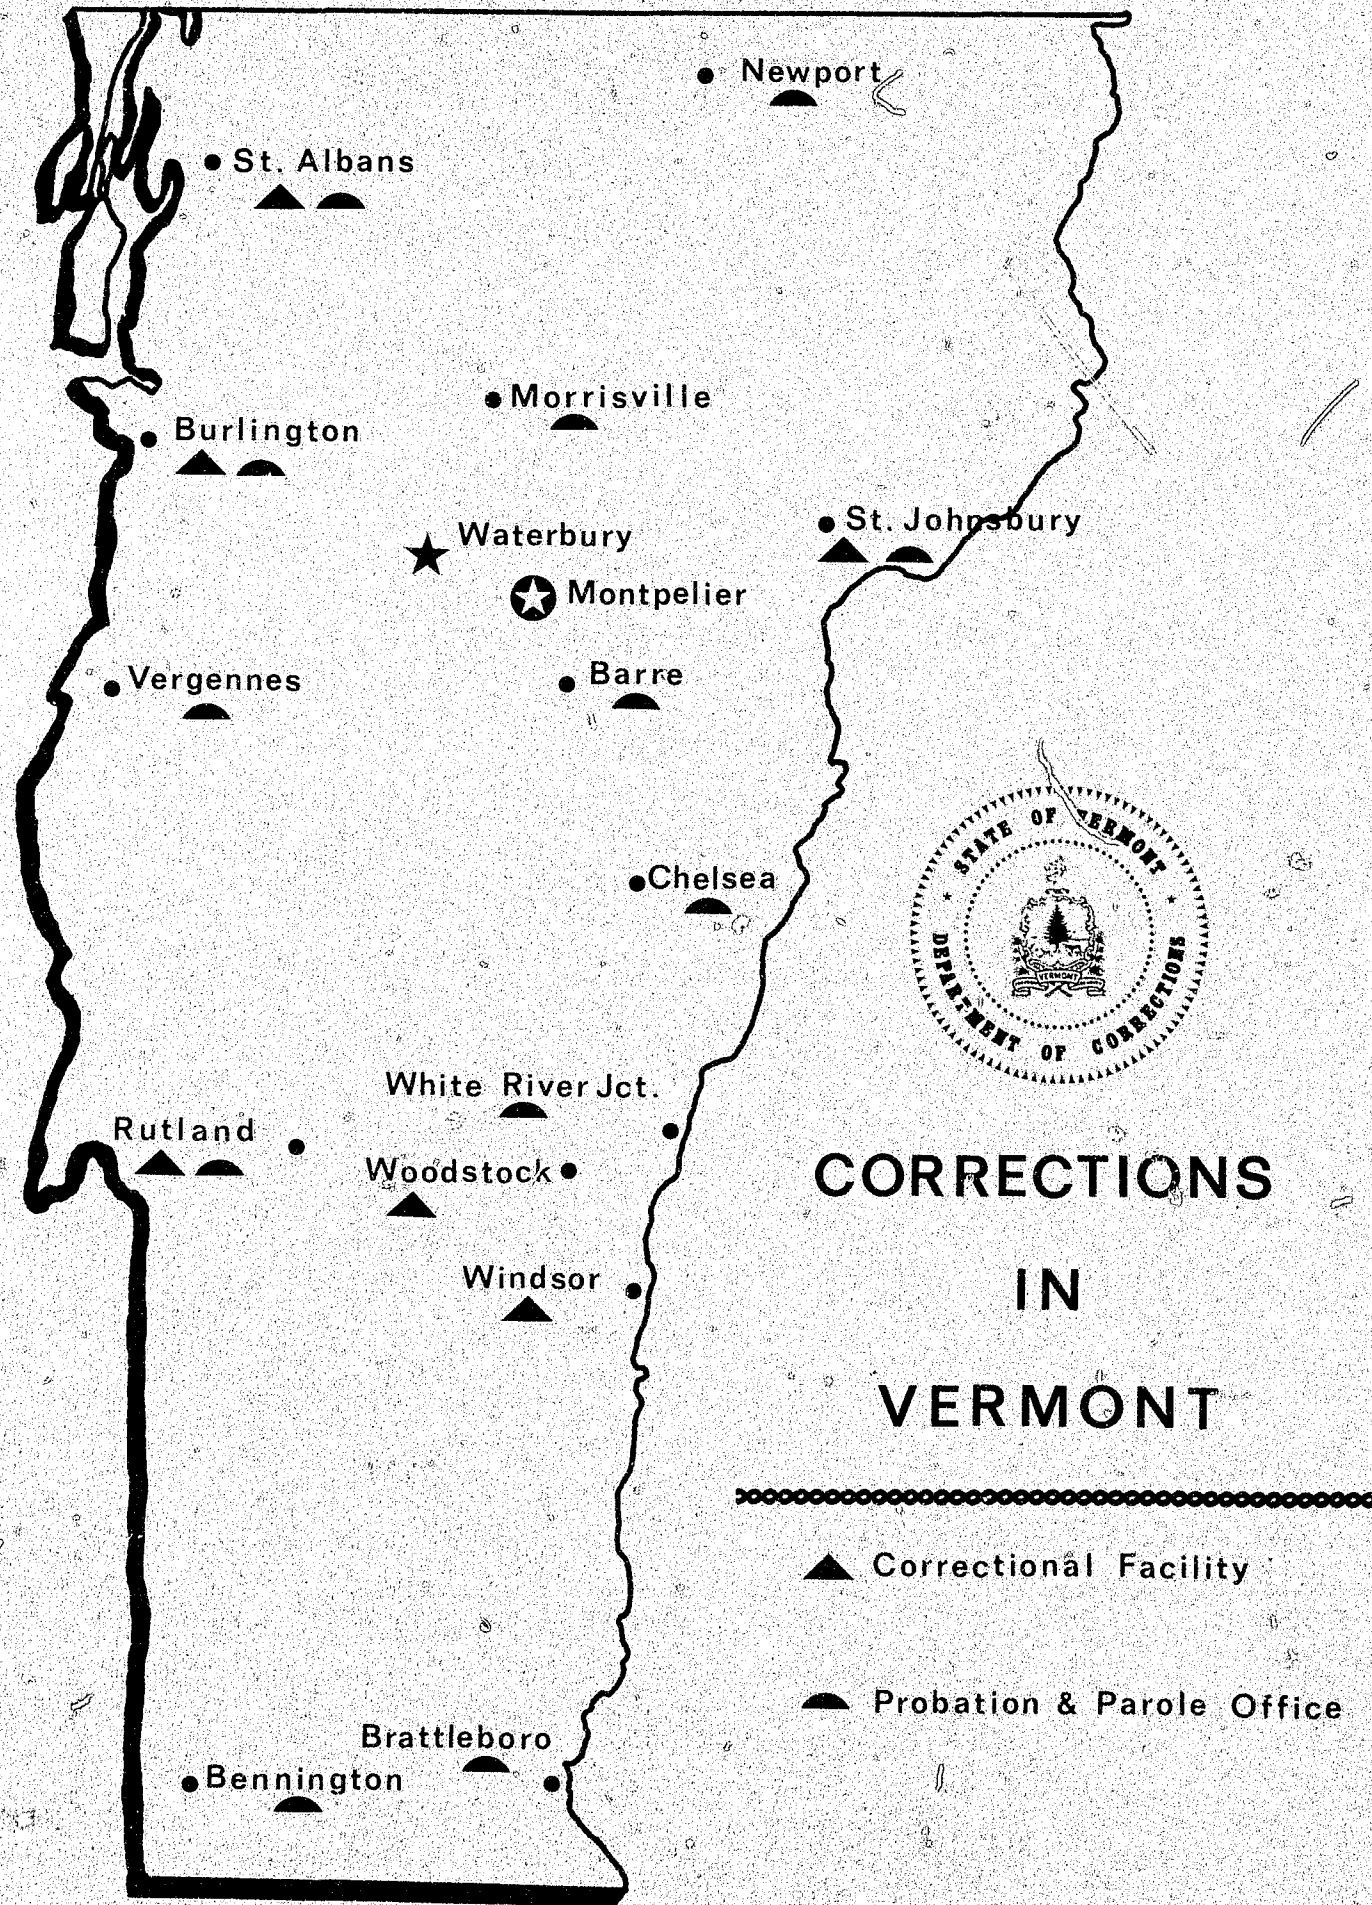 Newport
St. Albans
Morrisville
Burlington
St. Johnsbury
Waterbury
Montpelier
Barre
Vergennes
Chelsea
STATE OF VERMONT
VERMONT
DEPARTMENT OF CORRECTIONS
White River Jct.
Rutland
Woodstock
Windsor
CORRECTIONS
IN
VERMONT
Correctional Facility
Probation & Parole Office
Brattleboro
Bennington